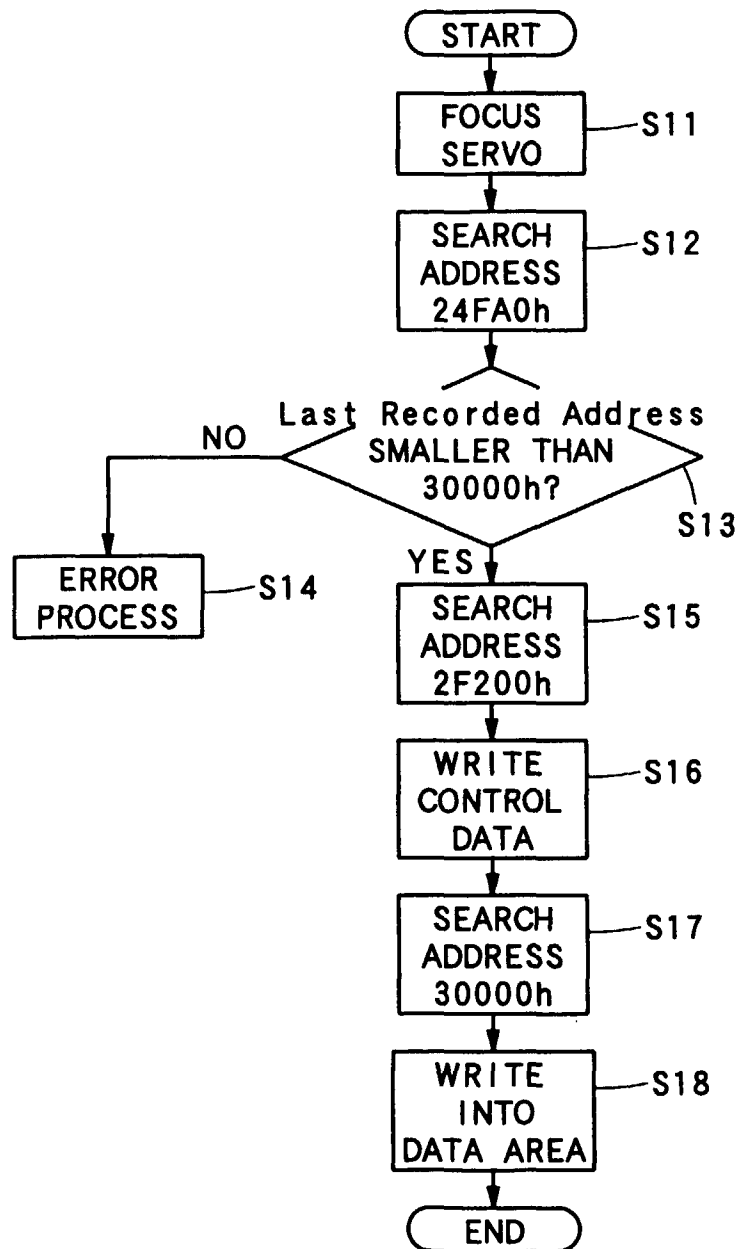 START
FOCUS
SERVO
S11
SEARCH
ADDRESS
24FA0h
S12
Last Recorded Address
SMALLER THAN
30000h?
S13
NO
YES
ERROR
PROCESS
S14
SEARCH
ADDRESS
2F200h
S15
WRITE
CONTROL
DATA
S16
SEARCH
ADDRESS
30000h
S17
WRITE
INTO
DATA AREA
S18
END